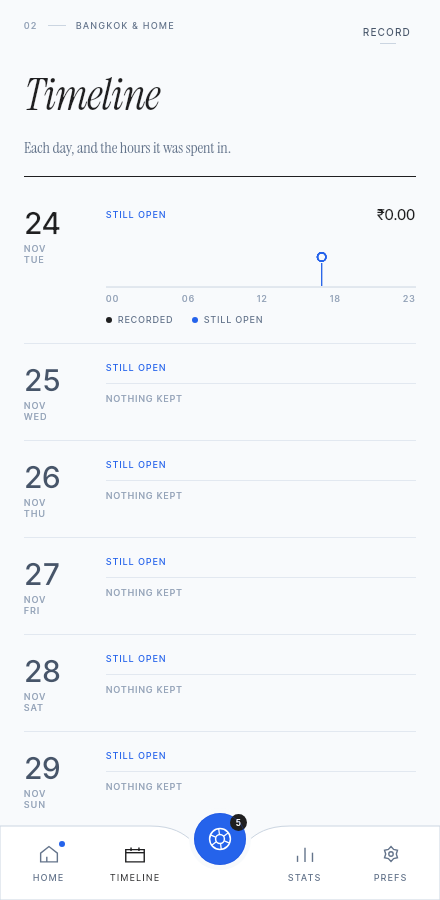 02 BANGKOK & HOME
RECORD
Timeline
Each day, and the hours it was spent in.
24 STILL OPEN ₹0.00
NOV
TUE
00 06 12 18 23
RECORDED STILL OPEN
25 STILL OPEN
NOV NOTHING KEPT
WED
26 STILL OPEN
NOV NOTHING KEPT
THU
27 STILL OPEN
NOV NOTHING KEPT
FRI
28 STILL OPEN
NOV NOTHING KEPT
SAT
29 STILL OPEN
NOV NOTHING KEPT
SUN
5
HOME TIMELINE STATS PREFS